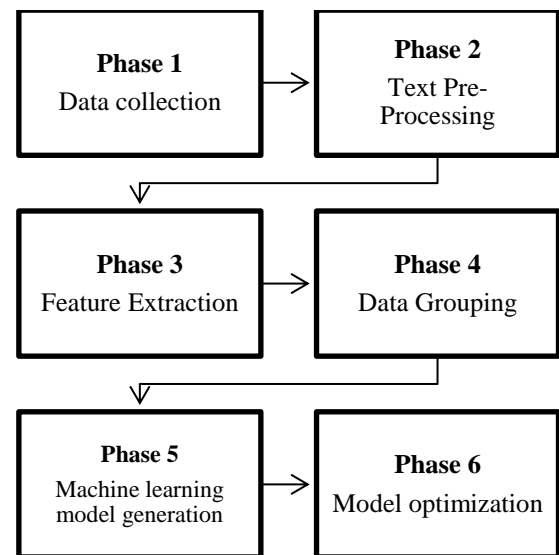 Phase 1
Data collection
Phase 2
Text Pre-
Processing
Phase 3
Feature Extraction
Phase 4
Data Grouping
Phase 5
Machine learning
model generation
Phase 6
Model optimization